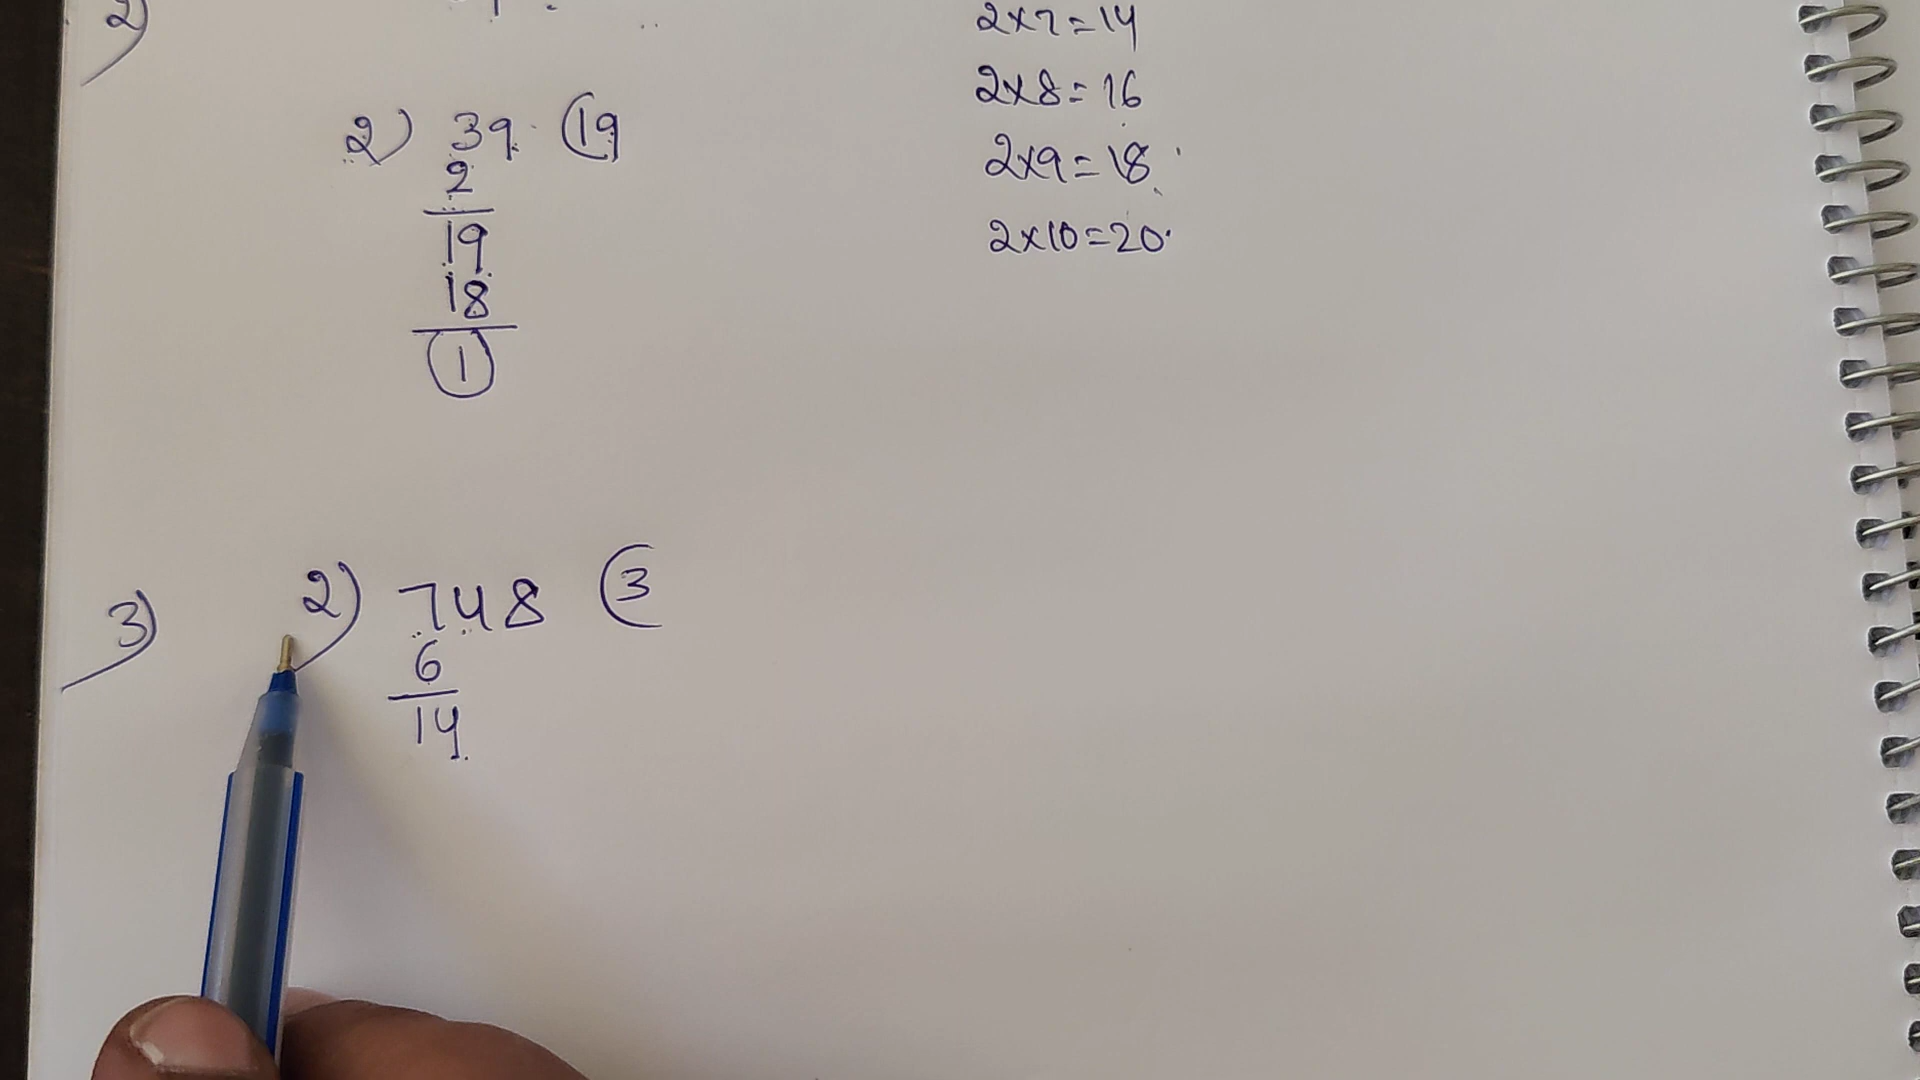 2)
2) 39 (19
2
19
18
1
2x7=14
2x8=16
2x9=18
2x10=20
3) 2) 748 (3
6
14